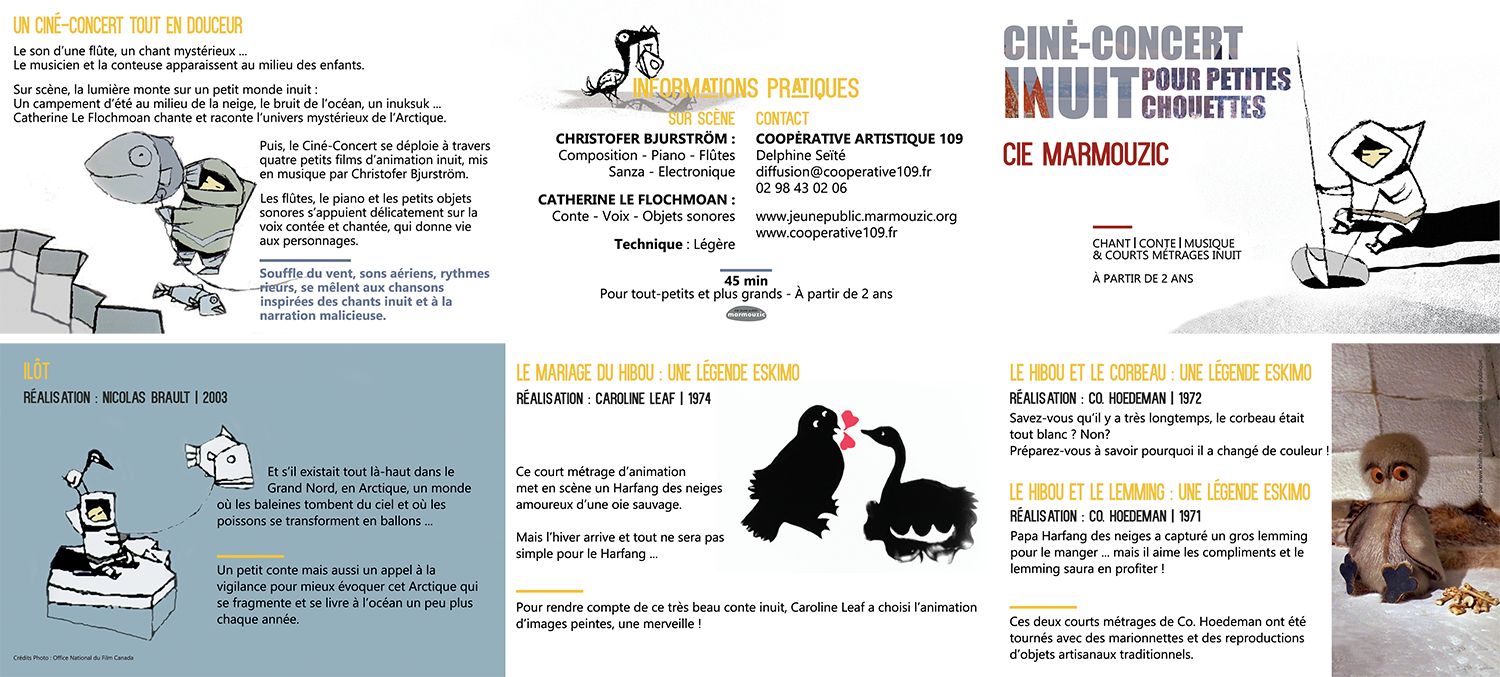 UN CINÉ-CONCERT TOUT EN DOUCEUR
Le son d'une flûte, un chant mystérieux ...
Le musicien et la conteuse apparaissent au milieu des enfants.
Sur scène, la lumière monte sur un petit monde inuit :
Un campement d'été au milieu de la neige, le bruit de l'océan, un inuksuk ...
Catherine Le Flochmoan chante et raconte l'univers mystérieux de l'Arctique.
Puis, le Ciné-Concert se déploie à travers
quatre petits films d'animation inuit, mis
en musique par Christofer Bjurström.
Les flûtes, le piano et les petits objets
sonores s'appuient délicatement sur la
voix contée et chantée, qui donne vie
aux personnages.
Souffle du vent, sons aériens, rythmes
rieurs, se mêlent aux chansons
inspirées des chants inuit et à la
narration malicieuse.
INFORMATIONS PRATIQUES
SUR SCÈNE
CHRISTOFER BJURSTRÖM :
Composition - Piano - Flûtes
Sanza - Electronique
CATHERINE LE FLOCHMOAN :
Conte - Voix - Objets sonores
Technique : Légère
CONTACT
COOPÉRATIVE ARTISTIQUE 109
Delphine Seïté
diffusion@cooperative109.fr
02 98 43 02 06
www.jeunepublic.marmouzic.org
www.cooperative109.fr
45 min
Pour tout-petits et plus grands - À partir de 2 ans
marmouzic
CINÉ-CONCERT
INUIT POUR PETITES
CHOUETTES
CIE MARMOUZIC
CHANT | CONTE | MUSIQUE
& COURTS MÉTRAGES INUIT
À PARTIR DE 2 ANS
ILÔT
RÉALISATION : NICOLAS BRAULT | 2003
Et s'il existait tout là-haut dans le
Grand Nord, en Arctique, un monde
où les baleines tombent du ciel et où les
poissons se transforment en ballons ...
Un petit conte mais aussi un appel à la
vigilance pour mieux évoquer cet Arctique qui
se fragmente et se livre à l'océan un peu plus
chaque année.
Crédits Photo : Office National du Film Canada
LE MARIAGE DU HIBOU : UNE LÉGENDE ESKIMO
RÉALISATION : CAROLINE LEAF | 1974
Ce court métrage d'animation
met en scène un Harfang des neiges
amoureux d'une oie sauvage.
Mais l'hiver arrive et tout ne sera pas
simple pour le Harfang ...
Pour rendre compte de ce très beau conte inuit, Caroline Leaf a choisi l'animation
d'images peintes, une merveille !
LE HIBOU ET LE CORBEAU : UNE LÉGENDE ESKIMO
RÉALISATION : CO. HOEDEMAN | 1972
Savez-vous qu'il y a très longtemps, le corbeau était
tout blanc ? Non?
Préparez-vous à savoir pourquoi il a changé de couleur !
LE HIBOU ET LE LEMMING : UNE LÉGENDE ESKIMO
RÉALISATION : CO. HOEDEMAN | 1971
Papa Harfang des neiges a capturé un gros lemming
pour le manger ... mais il aime les compliments et le
lemming saura en profiter !
Ces deux courts métrages de Co. Hoedeman ont été
tournés avec des marionnettes et des reproductions
d'objets artisanaux traditionnels.